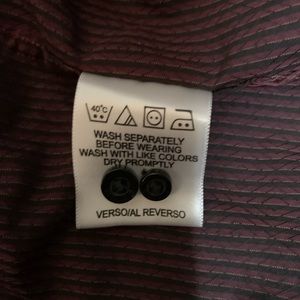 40°C
WASH SEPARATELY
BEFORE WEARING
WASH WITH LIKE COLORS
DRY PROMPTLY
VERSO/AL REVERSO